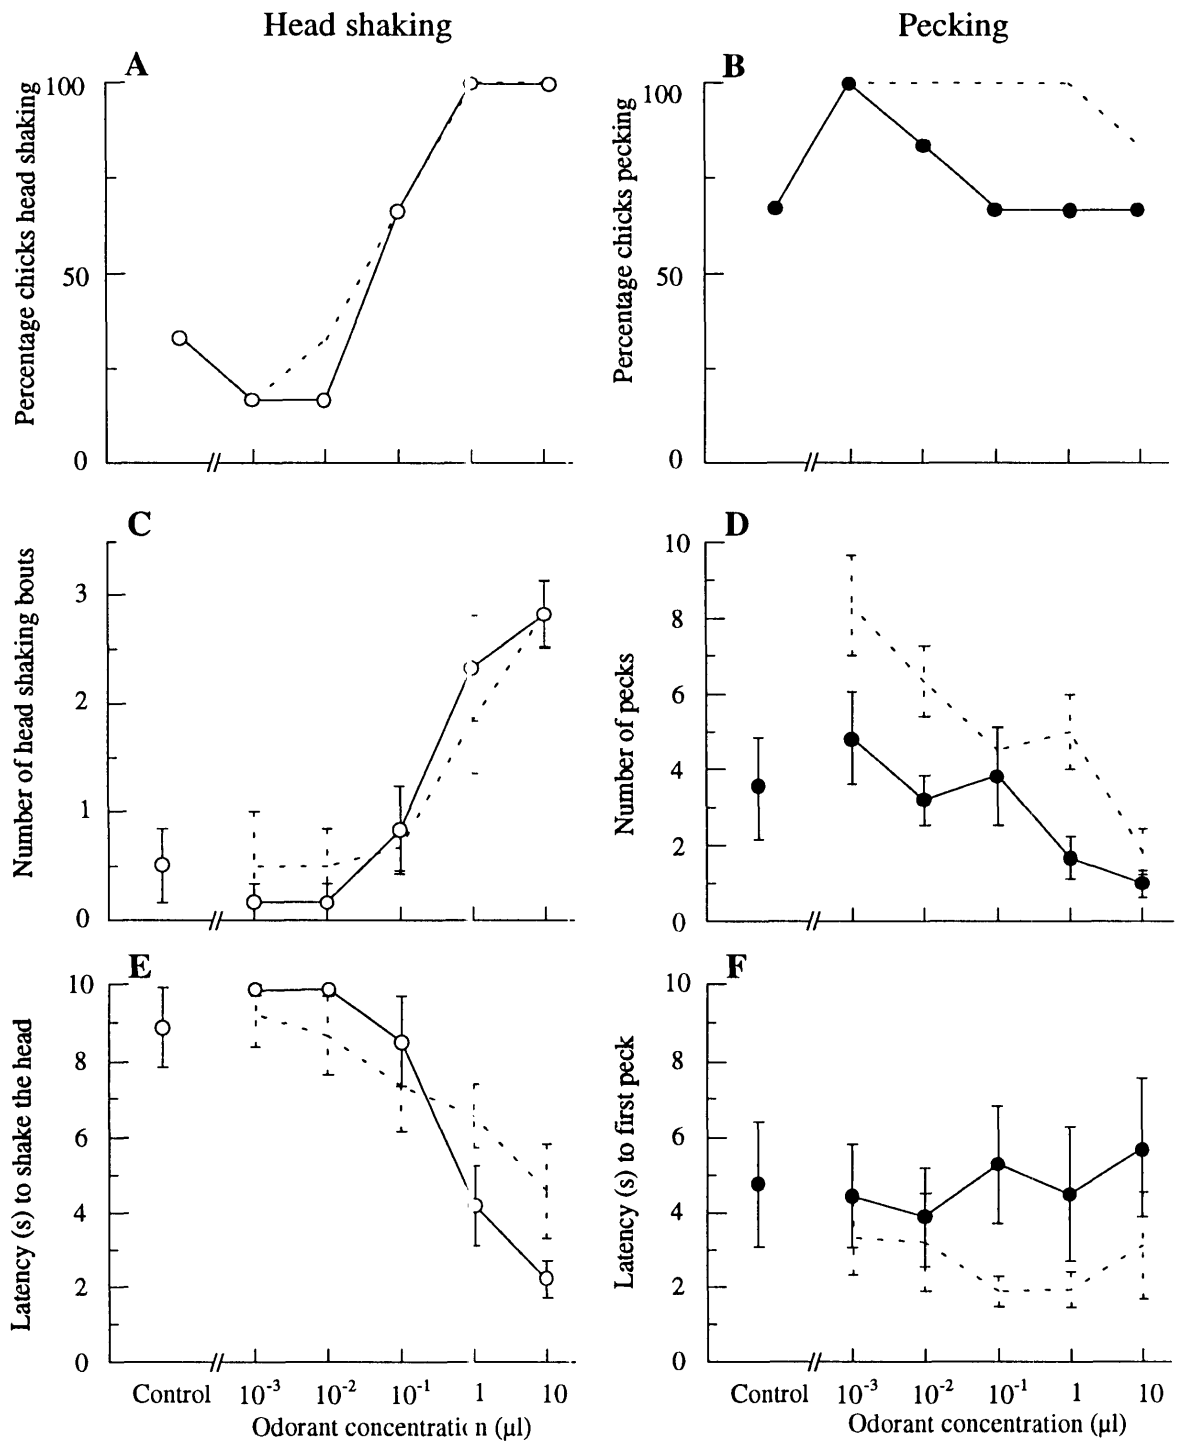 Head shaking
Pecking
A
Percentage chicks head shaking
100
50
0
B
Percentage chicks pecking
100
50
0
C
Number of head shaking bouts
3
2
1
0
D
Number of pecks
10
8
6
4
2
0
E
Latency (s) to shake the head
10
8
6
4
2
0
Control 10-3 10-2 10-1 1 10
Odorant concentration (µl)
F
Latency (s) to first peck
10
8
6
4
2
0
Control 10-3 10-2 10-1 1 10
Odorant concentration (µl)